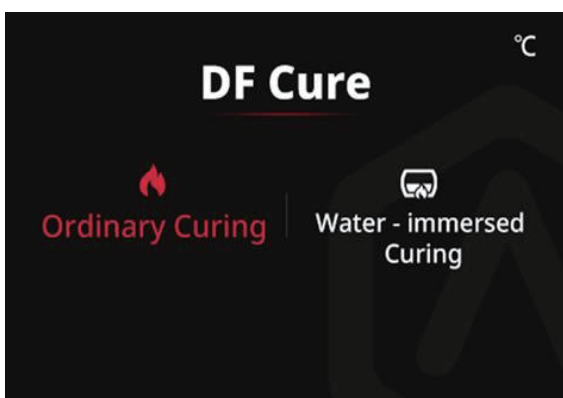 ℃
DF Cure
Ordinary Curing
Water - immersed
Curing